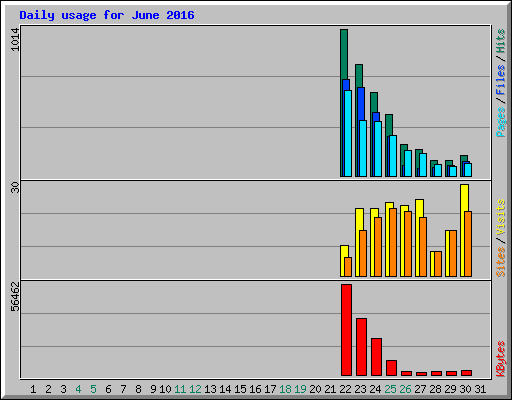 Daily usage for June 2016
1014
Pages / Files / Hits
30
Sites / Visits
56462
KBytes
1 2 3 4 5 6 7 8 9 10 11 12 13 14 15 16 17 18 19 20 21 22 23 24 25 26 27 28 29 30 31